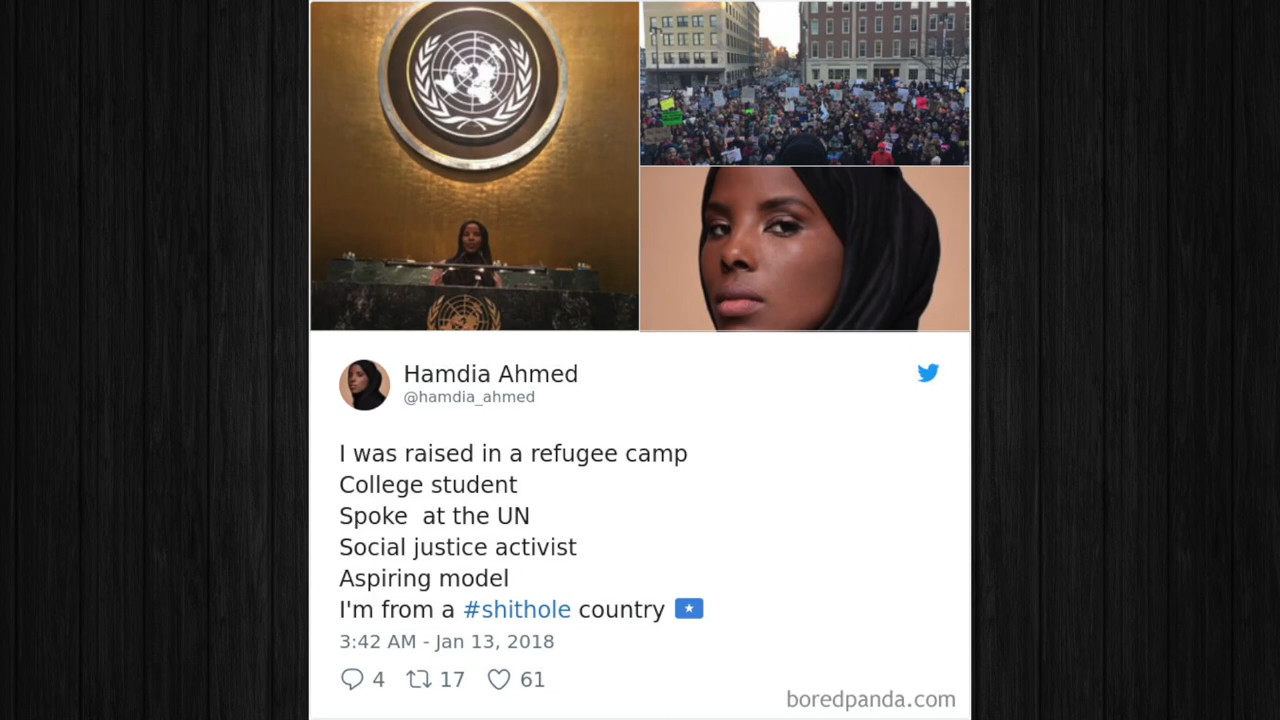 Hamdia Ahmed
@hamdia_ahmed
I was raised in a refugee camp
College student
Spoke at the UN
Social justice activist
Aspiring model
I'm from a #shithole country
3:42 AM - Jan 13, 2018
4 17 61
boredpanda.com